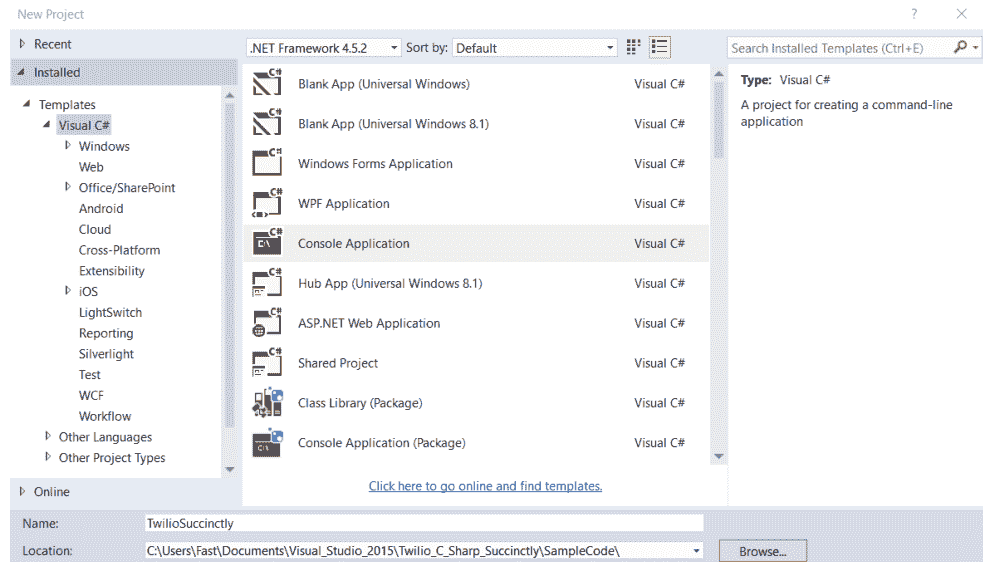 New Project
?
Recent
.NET Framework 4.5.2
Sort by:
Default
Search Installed Templates (Ctrl+E)
Installed
Templates
Visual C#
Windows
Web
Office/SharePoint
Android
Cloud
Cross-Platform
Extensibility
iOS
LightSwitch
Reporting
Silverlight
Test
WCF
Workflow
Other Languages
Other Project Types
Online
C# Blank App (Universal Windows) Visual C#
C# Blank App (Universal Windows 8.1) Visual C#
C# Windows Forms Application Visual C#
C# WPF Application Visual C#
C# Console Application Visual C#
C# Hub App (Universal Windows 8.1) Visual C#
C# ASP.NET Web Application Visual C#
C# Shared Project Visual C#
Class Library (Package) Visual C#
Console Application (Package) Visual C#
Click here to go online and find templates.
Type: Visual C#
A project for creating a command-line
application
Name: TwilioSuccinctly
Location: C:\Users\Fast\Documents\Visual_Studio_2015\Twilio_C_Sharp_Succinctly\SampleCode\
Browse...